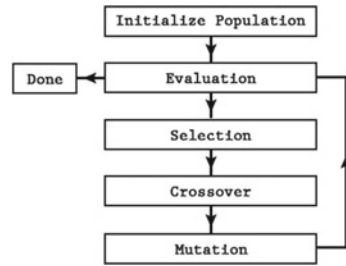 Initialize Population
Done
Evaluation
Selection
Crossover
Mutation